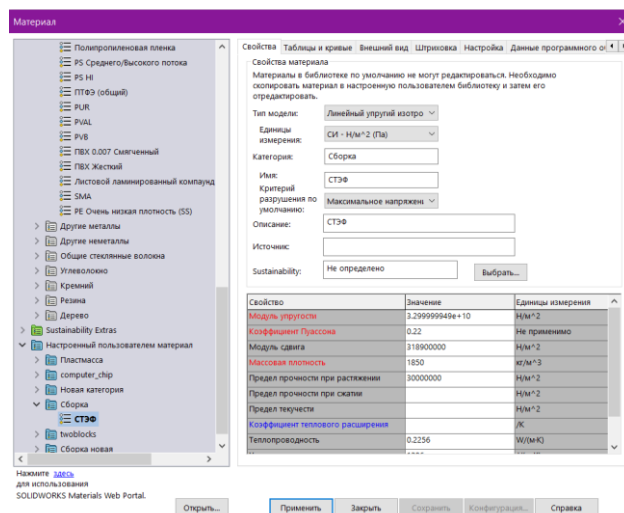 Материал
Полипропиленовая пленка
PS Среднего/Высокого потока
PS HI
ПТФЭ (общий)
PUR
PVAL
PVB
ПВХ 0.007 Смягченный
ПВХ Жесткий
Листовой ламинированный компаунд
SMA
PE Очень низкая плотность (SS)
Другие металлы
Другие неметаллы
Общие стеклянные волокна
Углеволокно
Кремний
Резина
Дерево
Sustainability Extras
Настроенный пользователем материал
Пластмасса
computer_chip
Новая категория
Сборка
СТЭФ
twoblocks
Сборка новая
Нажмите здесь
для использования
SOLIDWORKS Materials Web Portal.
Открыть...
Свойства Таблицы и кривые Внешний вид Штриховка Настройка Данные программного о
Свойства материала
Материалы в библиотеке по умолчанию не могут редактироваться. Необходимо
скопировать материал в настроенную пользователем библиотеку и затем его
отредактировать.
Тип модели: Линейный упругий изотро
Единицы
измерения: СИ - Н/м^2 (Па)
Категория: Сборка
Имя: СТЭФ
Критерий
разрушения по
умолчанию: Максимальное напряжен
Описание: СТЭФ
Источник:
Sustainability: Не определено Выбрать...
Свойство Значение Единицы измерения
Модуль упругости 3.299999949e+10 Н/м^2
Коэффициент Пуассона 0.22 Не применимо
Модуль сдвига 318900000 Н/м^2
Массовая плотность 1850 кг/м^3
Предел прочности при растяжении 30000000 Н/м^2
Предел прочности при сжатии Н/м^2
Предел текучести Н/м^2
Коэффициент теплового расширения /K
Теплопроводность 0.2256 W/(м·K)
Применить Закрыть Сохранить Конфигурация... Справка